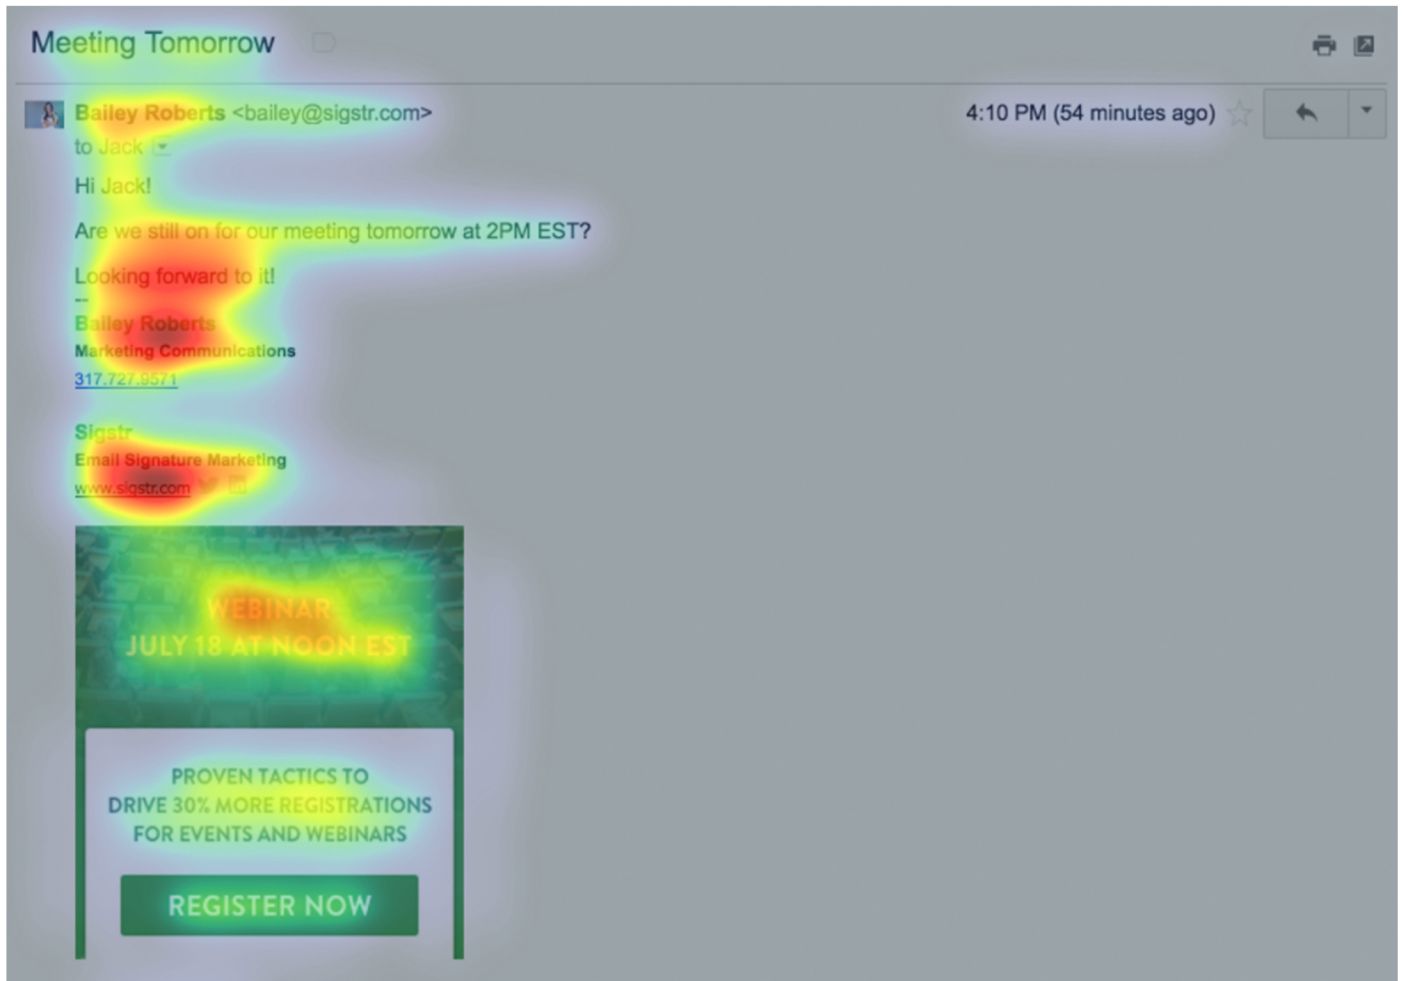 Meeting Tomorrow
Bailey Roberts <bailey@sigstr.com>
4:10 PM (54 minutes ago)
to Jack
Hi Jack!
Are we still on for our meeting tomorrow at 2PM EST?
Looking forward to it!
--
Bailey Roberts
Marketing Communications
317.727.9571
Sigstr
Email Signature Marketing
www.sigstr.com
WEBINAR
JULY 18 AT NOON EST
PROVEN TACTICS TO
DRIVE 30% MORE REGISTRATIONS
FOR EVENTS AND WEBINARS
REGISTER NOW